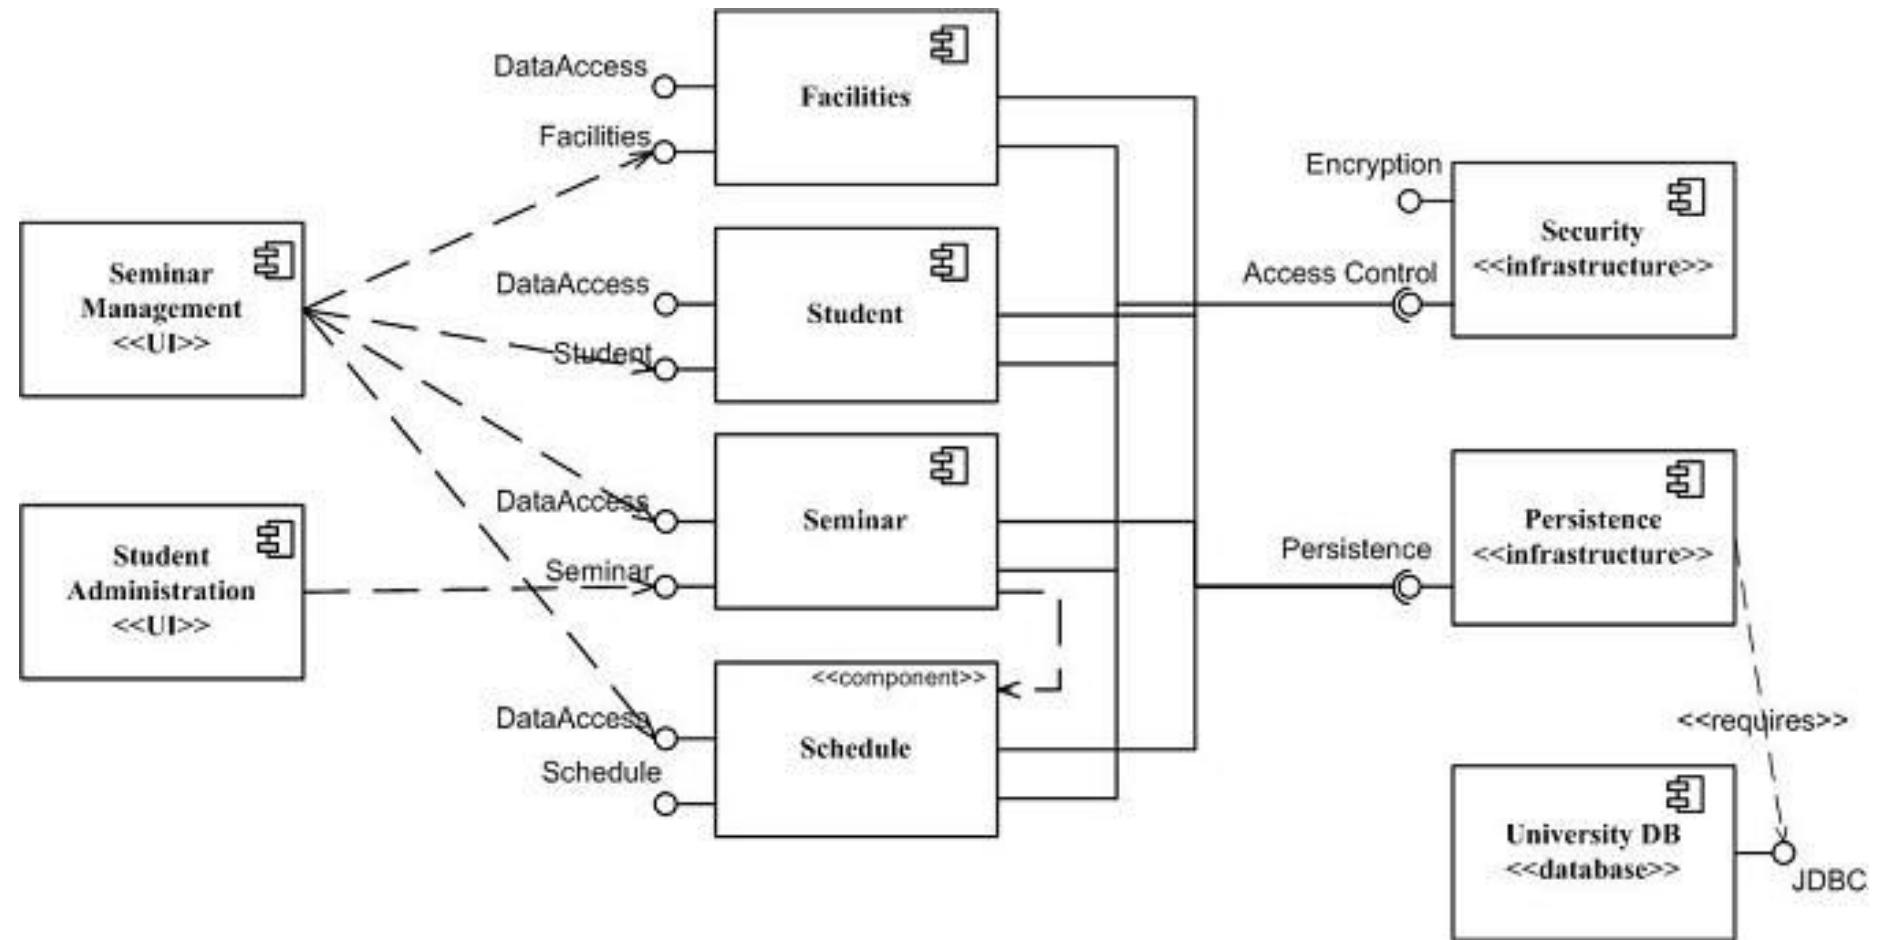 DataAccess
Facilities
Facilities
Encryption
Security
<<infrastructure>>
Access Control
Seminar
Management
<<UI>>
DataAccess
Student
Student
DataAccess
Seminar
Seminar
Persistence
<<infrastructure>>
Persistence
Student
Administration
<<UI>>
<<component>>
DataAccess
Schedule
Schedule
<<requires>>
University DB
<<database>>
JDBC